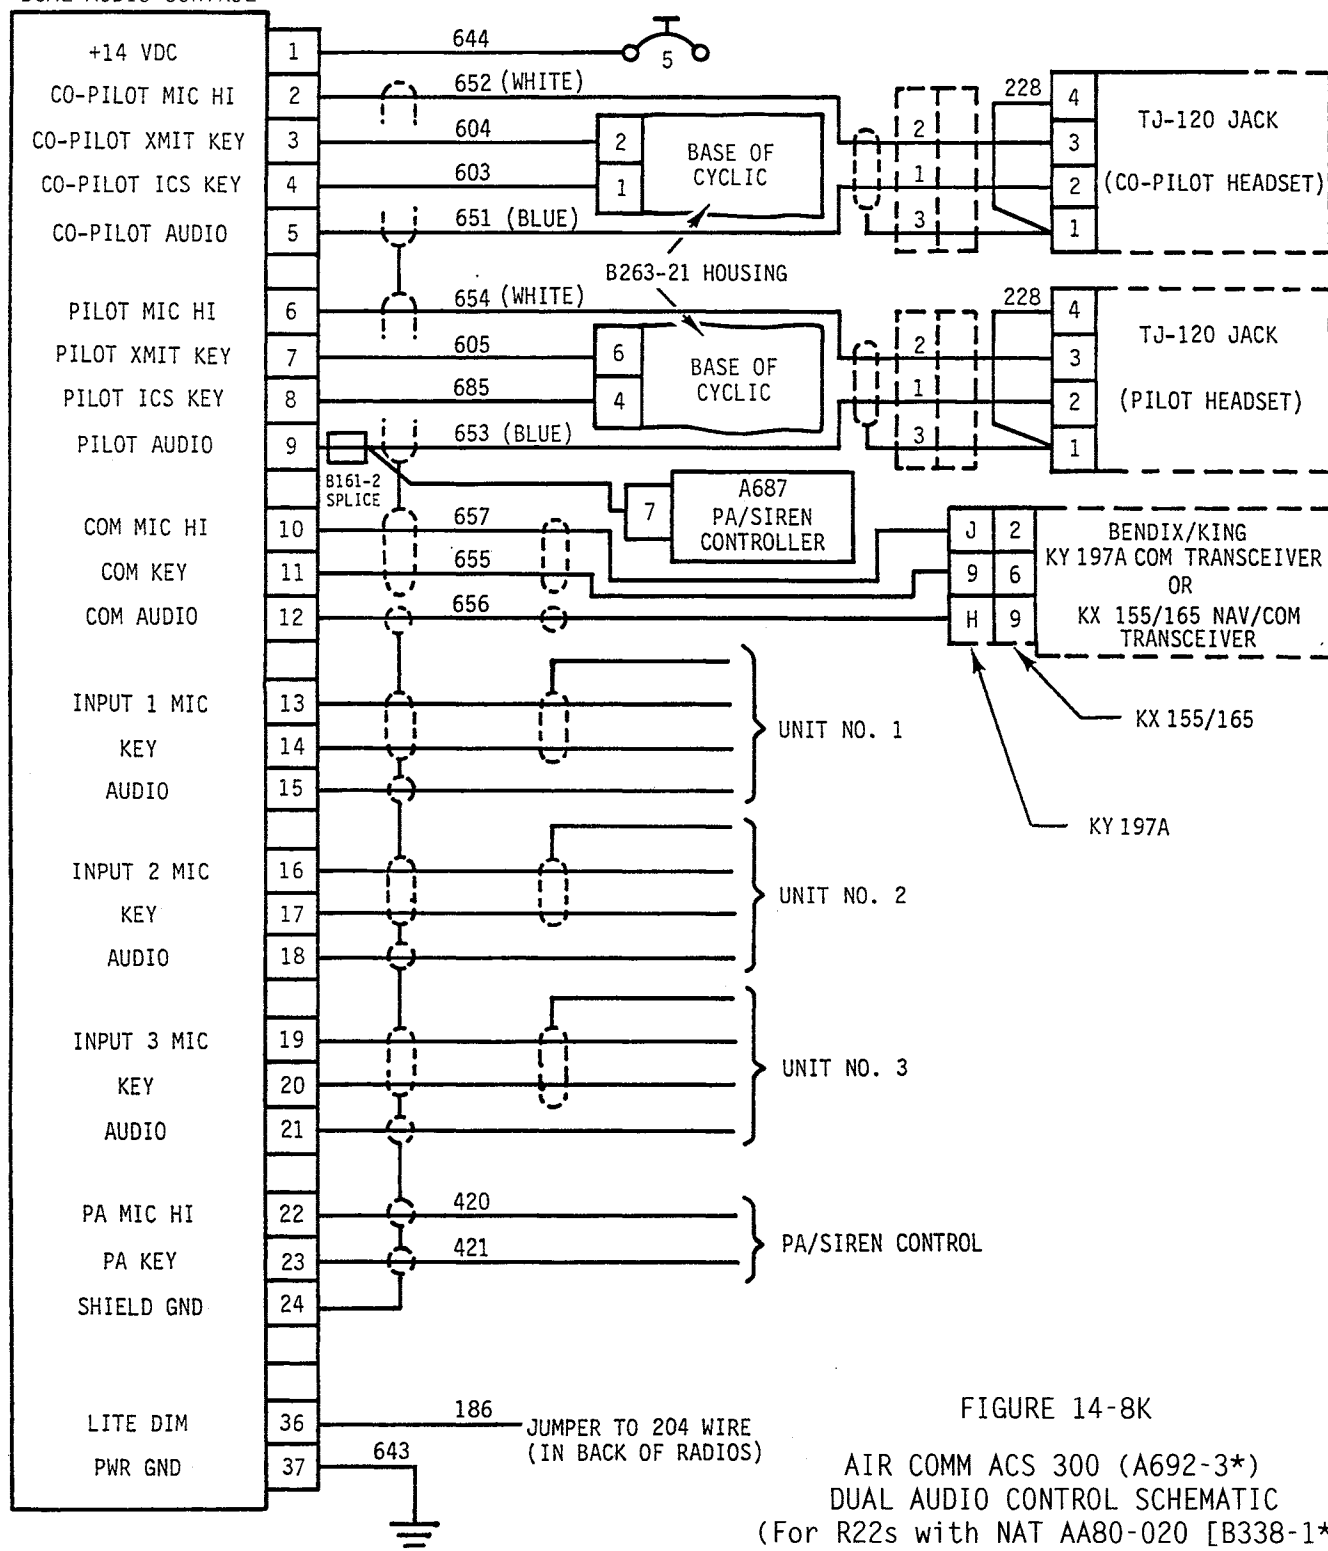 DUAL AUDIO CONTROL
+14 VDC 1 644 5
CO-PILOT MIC HI 2 652 (WHITE)
CO-PILOT XMIT KEY 3 604 2
CO-PILOT ICS KEY 4 603 1
CO-PILOT AUDIO 5 651 (BLUE)
BASE OF
CYCLIC
2
1
3
228 4
3
2
1
TJ-120 JACK
(CO-PILOT HEADSET)
B263-21 HOUSING
PILOT MIC HI 6 654 (WHITE)
PILOT XMIT KEY 7 605 6
PILOT ICS KEY 8 685 4
PILOT AUDIO 9 653 (BLUE)
BASE OF
CYCLIC
2
1
3
228 4
3
2
1
TJ-120 JACK
(PILOT HEADSET)
B161-2
SPLICE
7
A687
PA/SIREN
CONTROLLER
COM MIC HI 10 657
COM KEY 11 655
COM AUDIO 12 656
J 2
9 6
H 9
BENDIX/KING
KY 197A COM TRANSCEIVER
OR
KX 155/165 NAV/COM
TRANSCEIVER
KX 155/165
KY 197A
INPUT 1 MIC 13
KEY 14
AUDIO 15
UNIT NO. 1
INPUT 2 MIC 16
KEY 17
AUDIO 18
UNIT NO. 2
INPUT 3 MIC 19
KEY 20
AUDIO 21
UNIT NO. 3
PA MIC HI 22 420
PA KEY 23 421
PA/SIREN CONTROL
SHIELD GND 24
LITE DIM 36 186
JUMPER TO 204 WIRE
(IN BACK OF RADIOS)
PWR GND 37 643
FIGURE 14-8K
AIR COMM ACS 300 (A692-3*)
DUAL AUDIO CONTROL SCHEMATIC
(For R22s with NAT AA80-020 [B338-1*